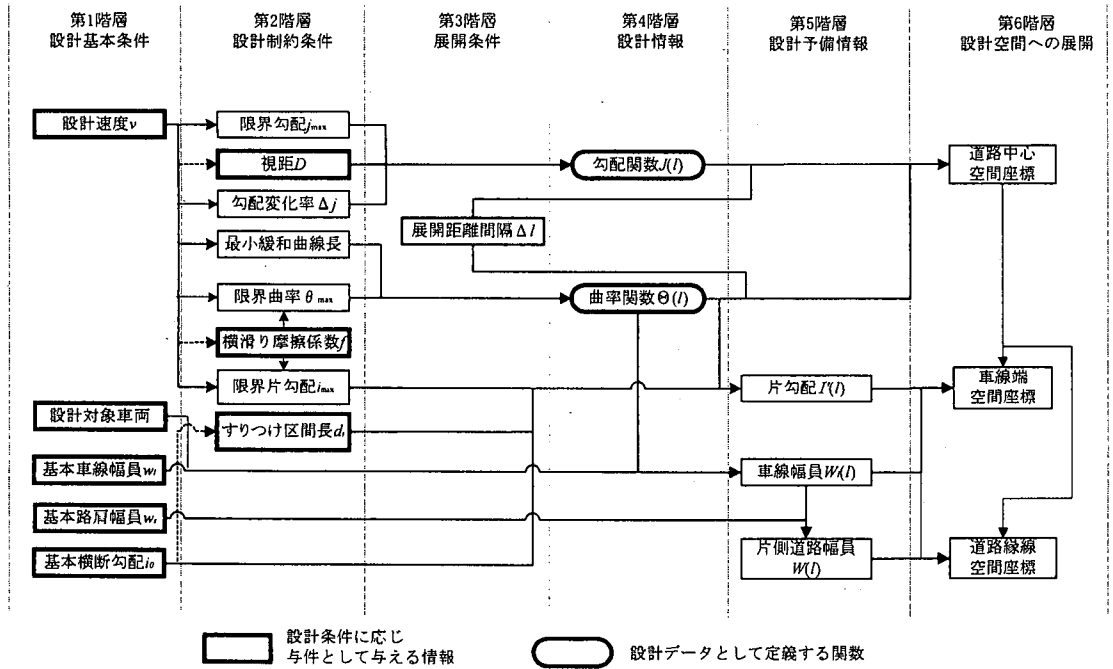 第1階層
設計基本条件
第2階層
設計制約条件
第3階層
展開条件
第4階層
設計情報
第5階層
設計予備情報
第6階層
設計空間への展開
設計速度v
限界勾配jmax
視距D
勾配変化率Δj
最小緩和曲線長
限界曲率θmax
横滑り摩擦係数f
限界片勾配imax
すりつけ区間長dt
設計対象車両
基本車線幅員wl
基本路肩幅員ws
基本横断勾配i0
展開距離間隔Δl
勾配関数J(l)
曲率関数Θ(l)
片勾配I'(l)
車線幅員Wl(l)
片側道路幅員
W(l)
道路中心
空間座標
車線端
空間座標
道路縁線
空間座標
設計条件に応じ
与件として与える情報
設計データとして定義する関数